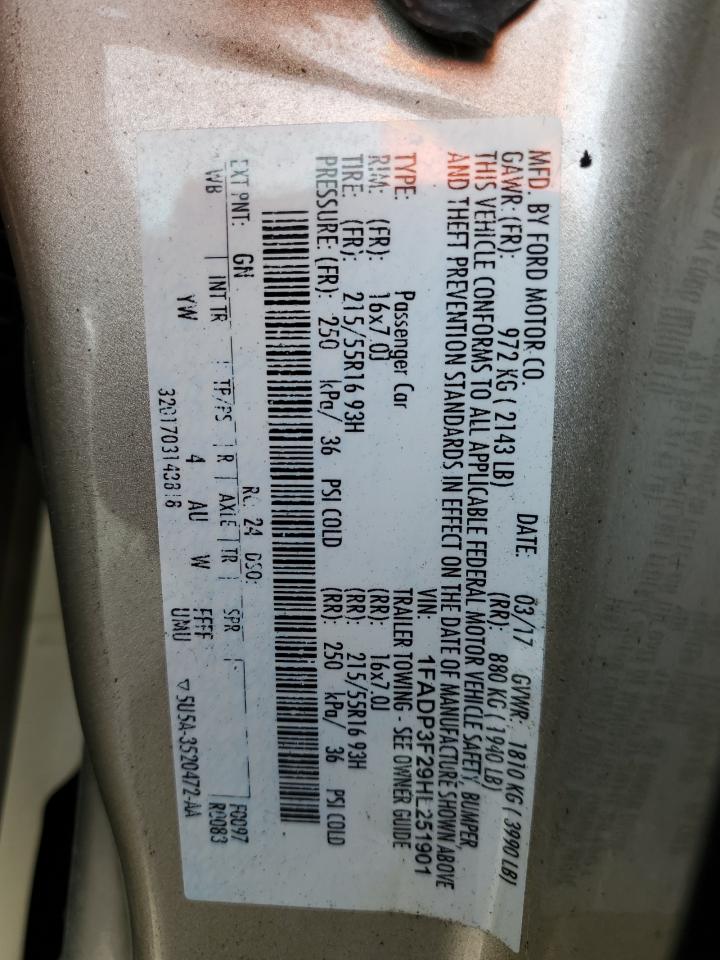 MFD. BY FORD MOTOR CO. DATE: 03/17 GVWR: 1810 KG ( 3990 LB)
GAWR: (FR): 972 KG ( 2143 LB) (RR): 880 KG ( 1940 LB)
THIS VEHICLE CONFORMS TO ALL APPLICABLE FEDERAL MOTOR VEHICLE SAFETY, BUMPER,
AND THEFT PREVENTION STANDARDS IN EFFECT ON THE DATE OF MANUFACTURE SHOWN ABOVE
VIN: 1FADP3F29HL251901
TYPE: Passenger Car TRAILER TOWING - SEE OWNER GUIDE
RIM: (FR): 16x7.0J (RR): 16x7.0J
TIRE: (FR): 215/55R16 93H (RR): 215/55R16 93H
PRESSURE: (FR): 250 kPa/ 36 PSI COLD (RR): 250 kPa/ 36 PSI COLD
EXT PNT: GN RC: 24 DSO: F0097
WB INT TR TP/PS R AXLE TR SPR R0083
YW 4 AU W FFFF
3201703143818 UMU ▽5U5A-3520472-AA